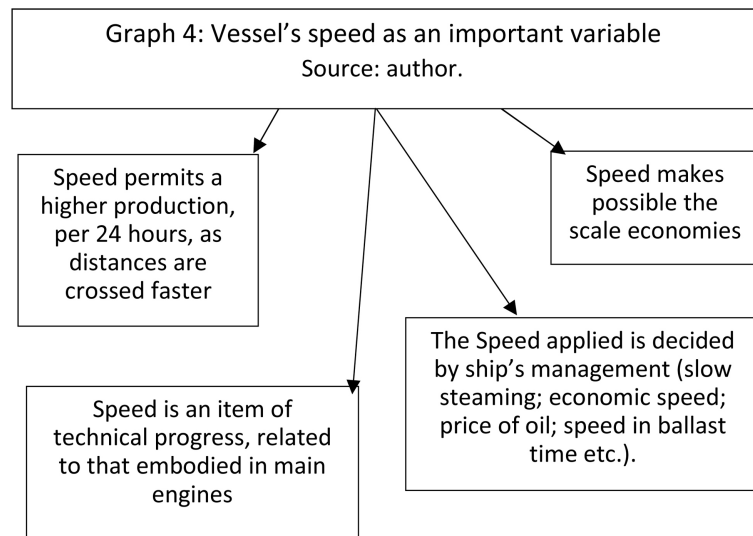 Graph 4: Vessel’s speed as an important variable
Source: author.
Speed permits a
higher production,
per 24 hours, as
distances are
crossed faster
Speed makes
possible the
scale economies
The Speed applied is decided
by ship’s management (slow
steaming; economic speed;
price of oil; speed in ballast
time etc.).
Speed is an item of
technical progress, related
to that embodied in main
engines